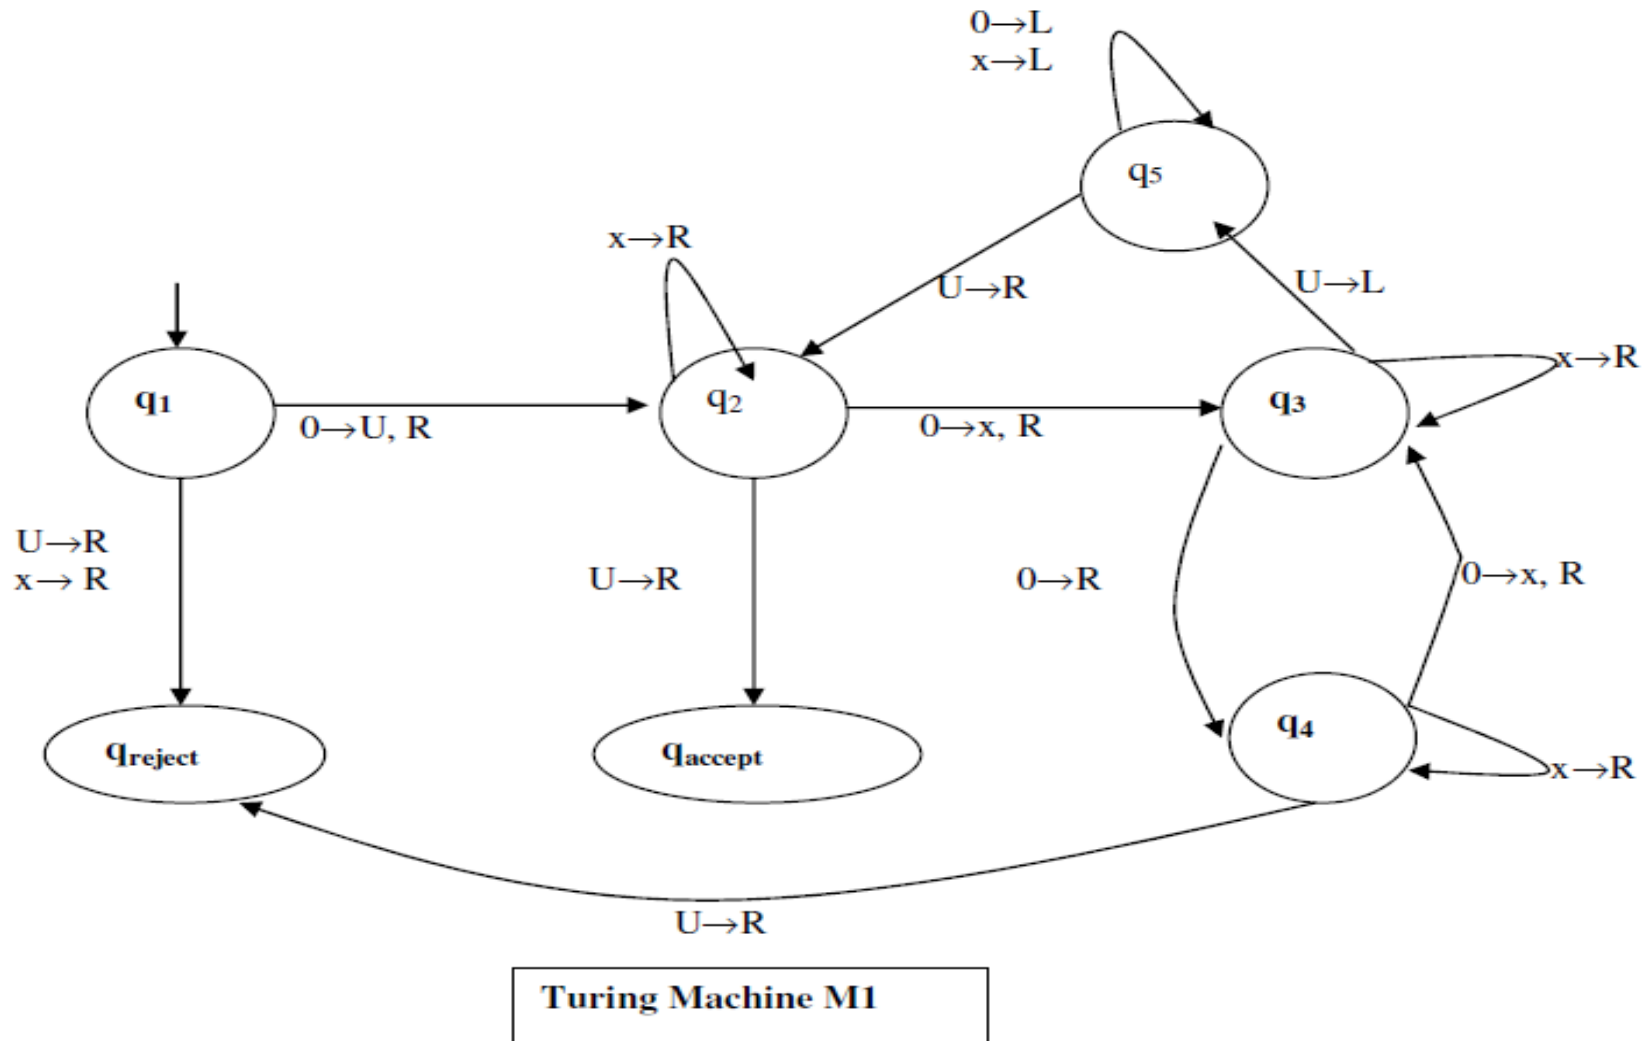 0→L
x→L
q5
x→R
U→R
U→L
q1
q2
q3
x→R
0→U, R
0→x, R
U→R
x→ R
U→R
0→R
0→x, R
q4
qreject
qaccept
x→R
U→R
Turing Machine M1